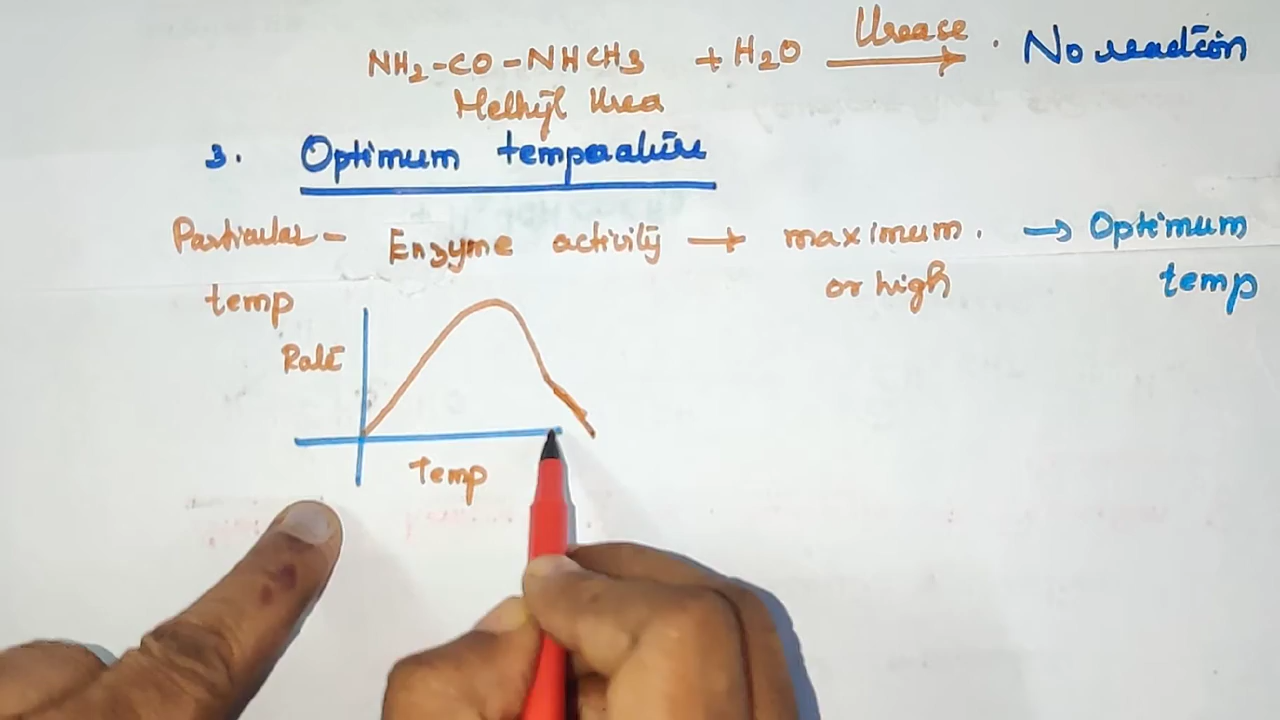 NH2-CO-NHCH3 + H2O Urease → No reaction
Methyl Urea
3. Optimum temperature
Particular - Enzyme activity → maximum. → Optimum
temp or high temp
Rate
Temp